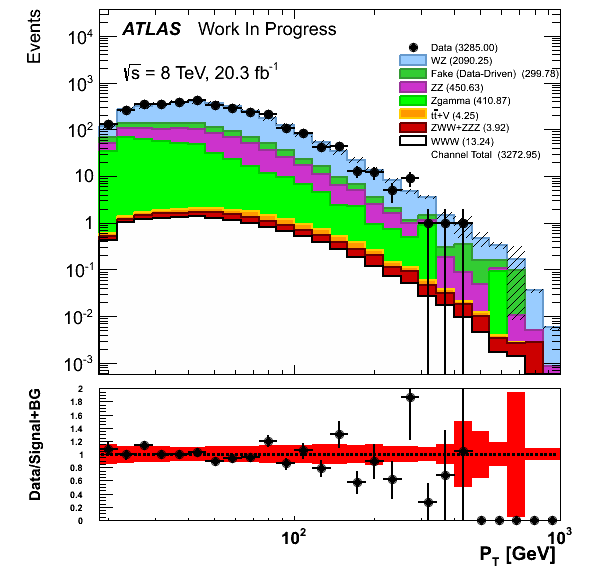 Events
ATLAS Work In Progress
√s = 8 TeV, 20.3 fb⁻¹
Data (3285.00)
WZ (2090.25)
Fake (Data-Driven) (299.78)
ZZ (450.63)
Zgamma (410.87)
tt̄+V (4.25)
ZWW+ZZZ (3.92)
WWW (13.24)
Channel Total (3272.95)
10⁴
10³
10²
10
1
10⁻¹
10⁻²
10⁻³
Data/Signal+BG
2
1.8
1.6
1.4
1.2
1
0.8
0.6
0.4
0.2
0
10²
10³
P_T [GeV]